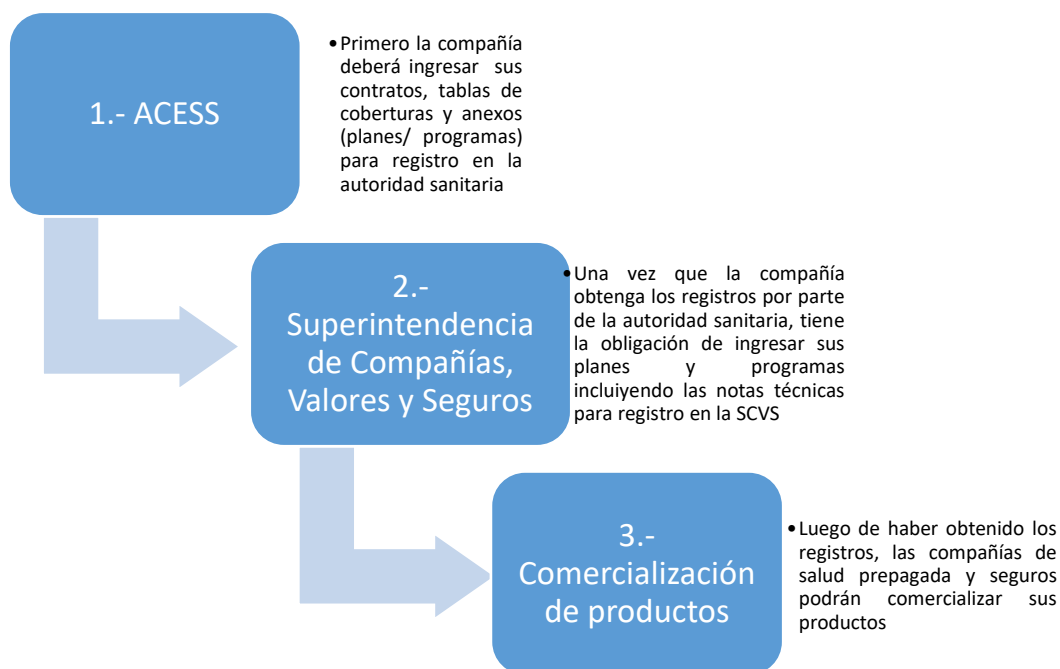 1.- ACESS
•Primero la compañía
deberá ingresar sus
contratos, tablas de
coberturas y anexos
(planes/ programas)
para registro en la
autoridad sanitaria
2.-
Superintendencia
de Compañías,
Valores y Seguros
•Una vez que la compañía
obtenga los registros por parte
de la autoridad sanitaria, tiene
la obligación de ingresar sus
planes y programas
incluiyendo las notas técnicas
para registro en la SCVS
3.-
Comercialización
de productos
•Luego de haber obtenido los
registros, las compañías de
salud prepagada y seguros
podrán comercializar sus
productos